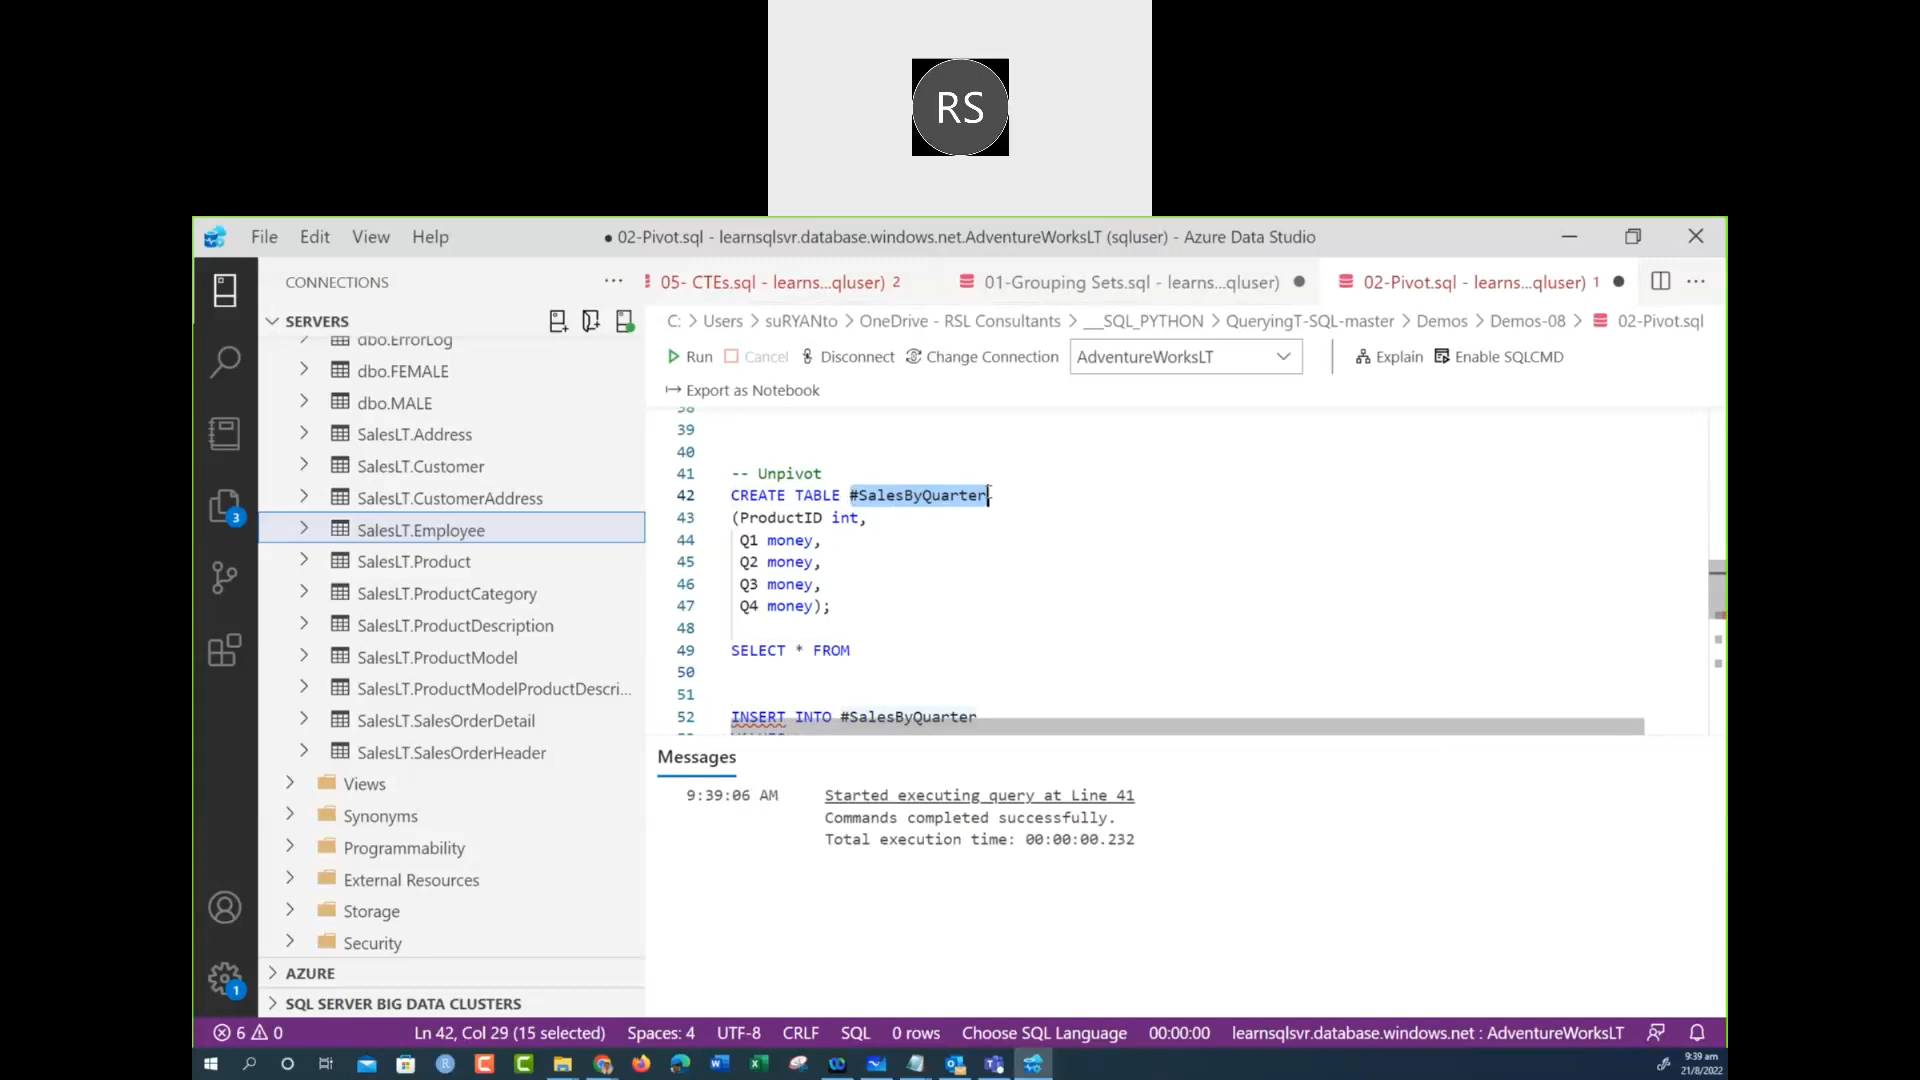 RS
File Edit View Help
● 02-Pivot.sql - learnsqlsvr.database.windows.net.AdventureWorksLT (sqluser) - Azure Data Studio
CONNECTIONS
05- CTEs.sql - learns...qluser) 2
01-Grouping Sets.sql - learns...qluser)
02-Pivot.sql - learns...qluser) 1
SERVERS
C: > Users > suRYANto > OneDrive - RSL Consultants > ___SQL_PYTHON > QueryingT-SQL-master > Demos > Demos-08 > 02-Pivot.sql
Run Cancel Disconnect Change Connection AdventureWorksLT Explain Enable SQLCMD
Export as Notebook
dbo.ErrorLog
dbo.FEMALE
dbo.MALE
SalesLT.Address
SalesLT.Customer
SalesLT.CustomerAddress
SalesLT.Employee
SalesLT.Product
SalesLT.ProductCategory
SalesLT.ProductDescription
SalesLT.ProductModel
SalesLT.ProductModelProductDescri...
SalesLT.SalesOrderDetail
SalesLT.SalesOrderHeader
Views
Synonyms
Programmability
External Resources
Storage
Security
AZURE
SQL SERVER BIG DATA CLUSTERS
3
1
38
39
40
41 -- Unpivot
42 CREATE TABLE #SalesByQuarter
43 (ProductID int,
44 Q1 money,
45 Q2 money,
46 Q3 money,
47 Q4 money);
48
49 SELECT * FROM
50
51
52 INSERT INTO #SalesByQuarter
Messages
9:39:06 AM Started executing query at Line 41
Commands completed successfully.
Total execution time: 00:00:00.232
6 0 Ln 42, Col 29 (15 selected) Spaces: 4 UTF-8 CRLF SQL 0 rows Choose SQL Language 00:00:00 learnsqlsvr.database.windows.net : AdventureWorksLT
9:39 am
21/8/2022